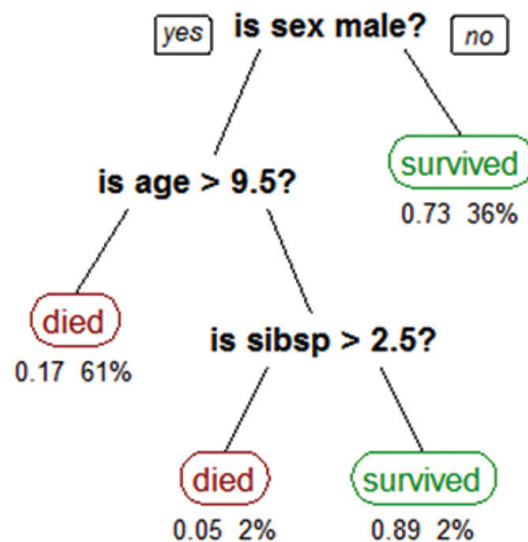 yes is sex male? no
survived
0.73 36%
is age > 9.5?
died
0.17 61%
is sibsp > 2.5?
died survived
0.05 2% 0.89 2%